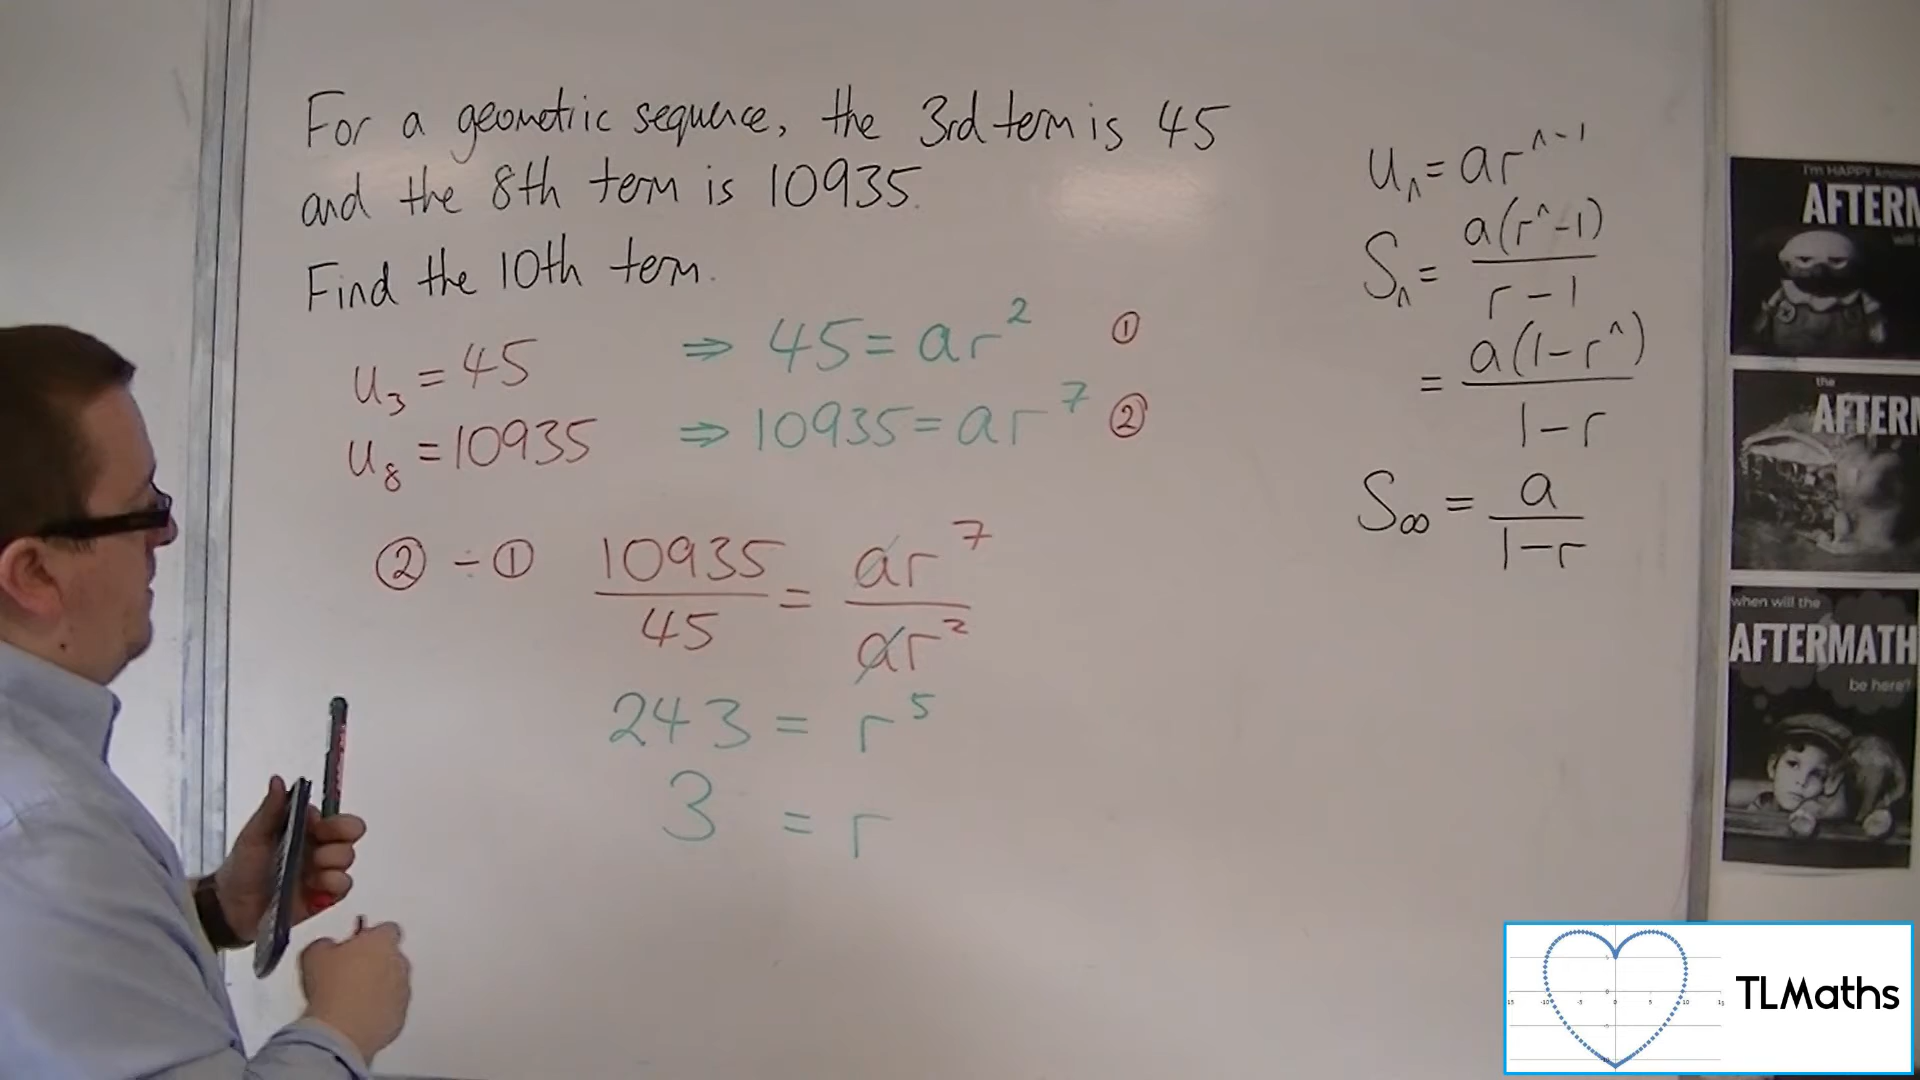 For a geometric sequence, the 3rd term is 45
and the 8th term is 10935.
Find the 10th term.
u₃ = 45 ⇒ 45 = ar² ①
u₈ = 10935 ⇒ 10935 = ar⁷ ②
② ÷ ① 10935/45 = ar⁷/ar²
243 = r⁵
3 = r
uₙ = arⁿ⁻¹
Sₙ = a(rⁿ-1)/r-1
= a(1-rⁿ)/1-r
S∞ = a/1-r
I'm HAPPY
AFTERM
will
the
AFTERM
when will the
AFTERMATH
be here?
TLMaths